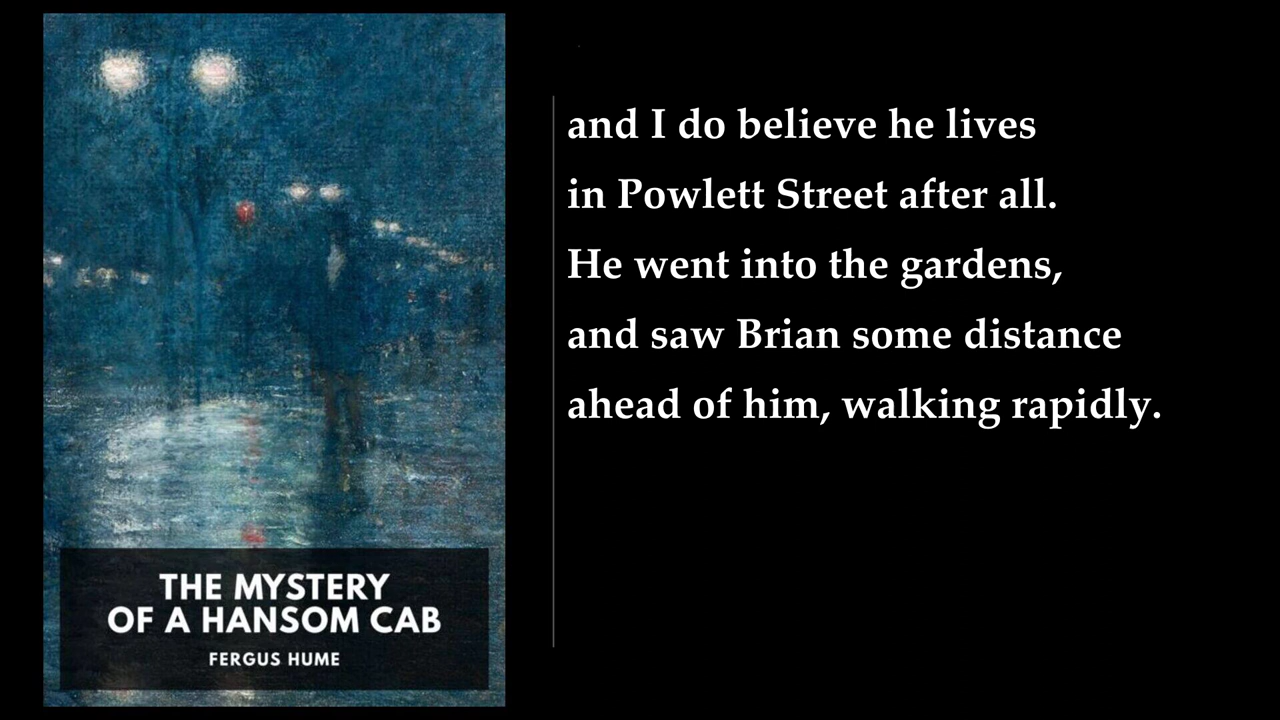 THE MYSTERY
OF A HANSOM CAB
FERGUS HUME
and I do believe he lives
in Powlett Street after all.
He went into the gardens,
and saw Brian some distance
ahead of him, walking rapidly.